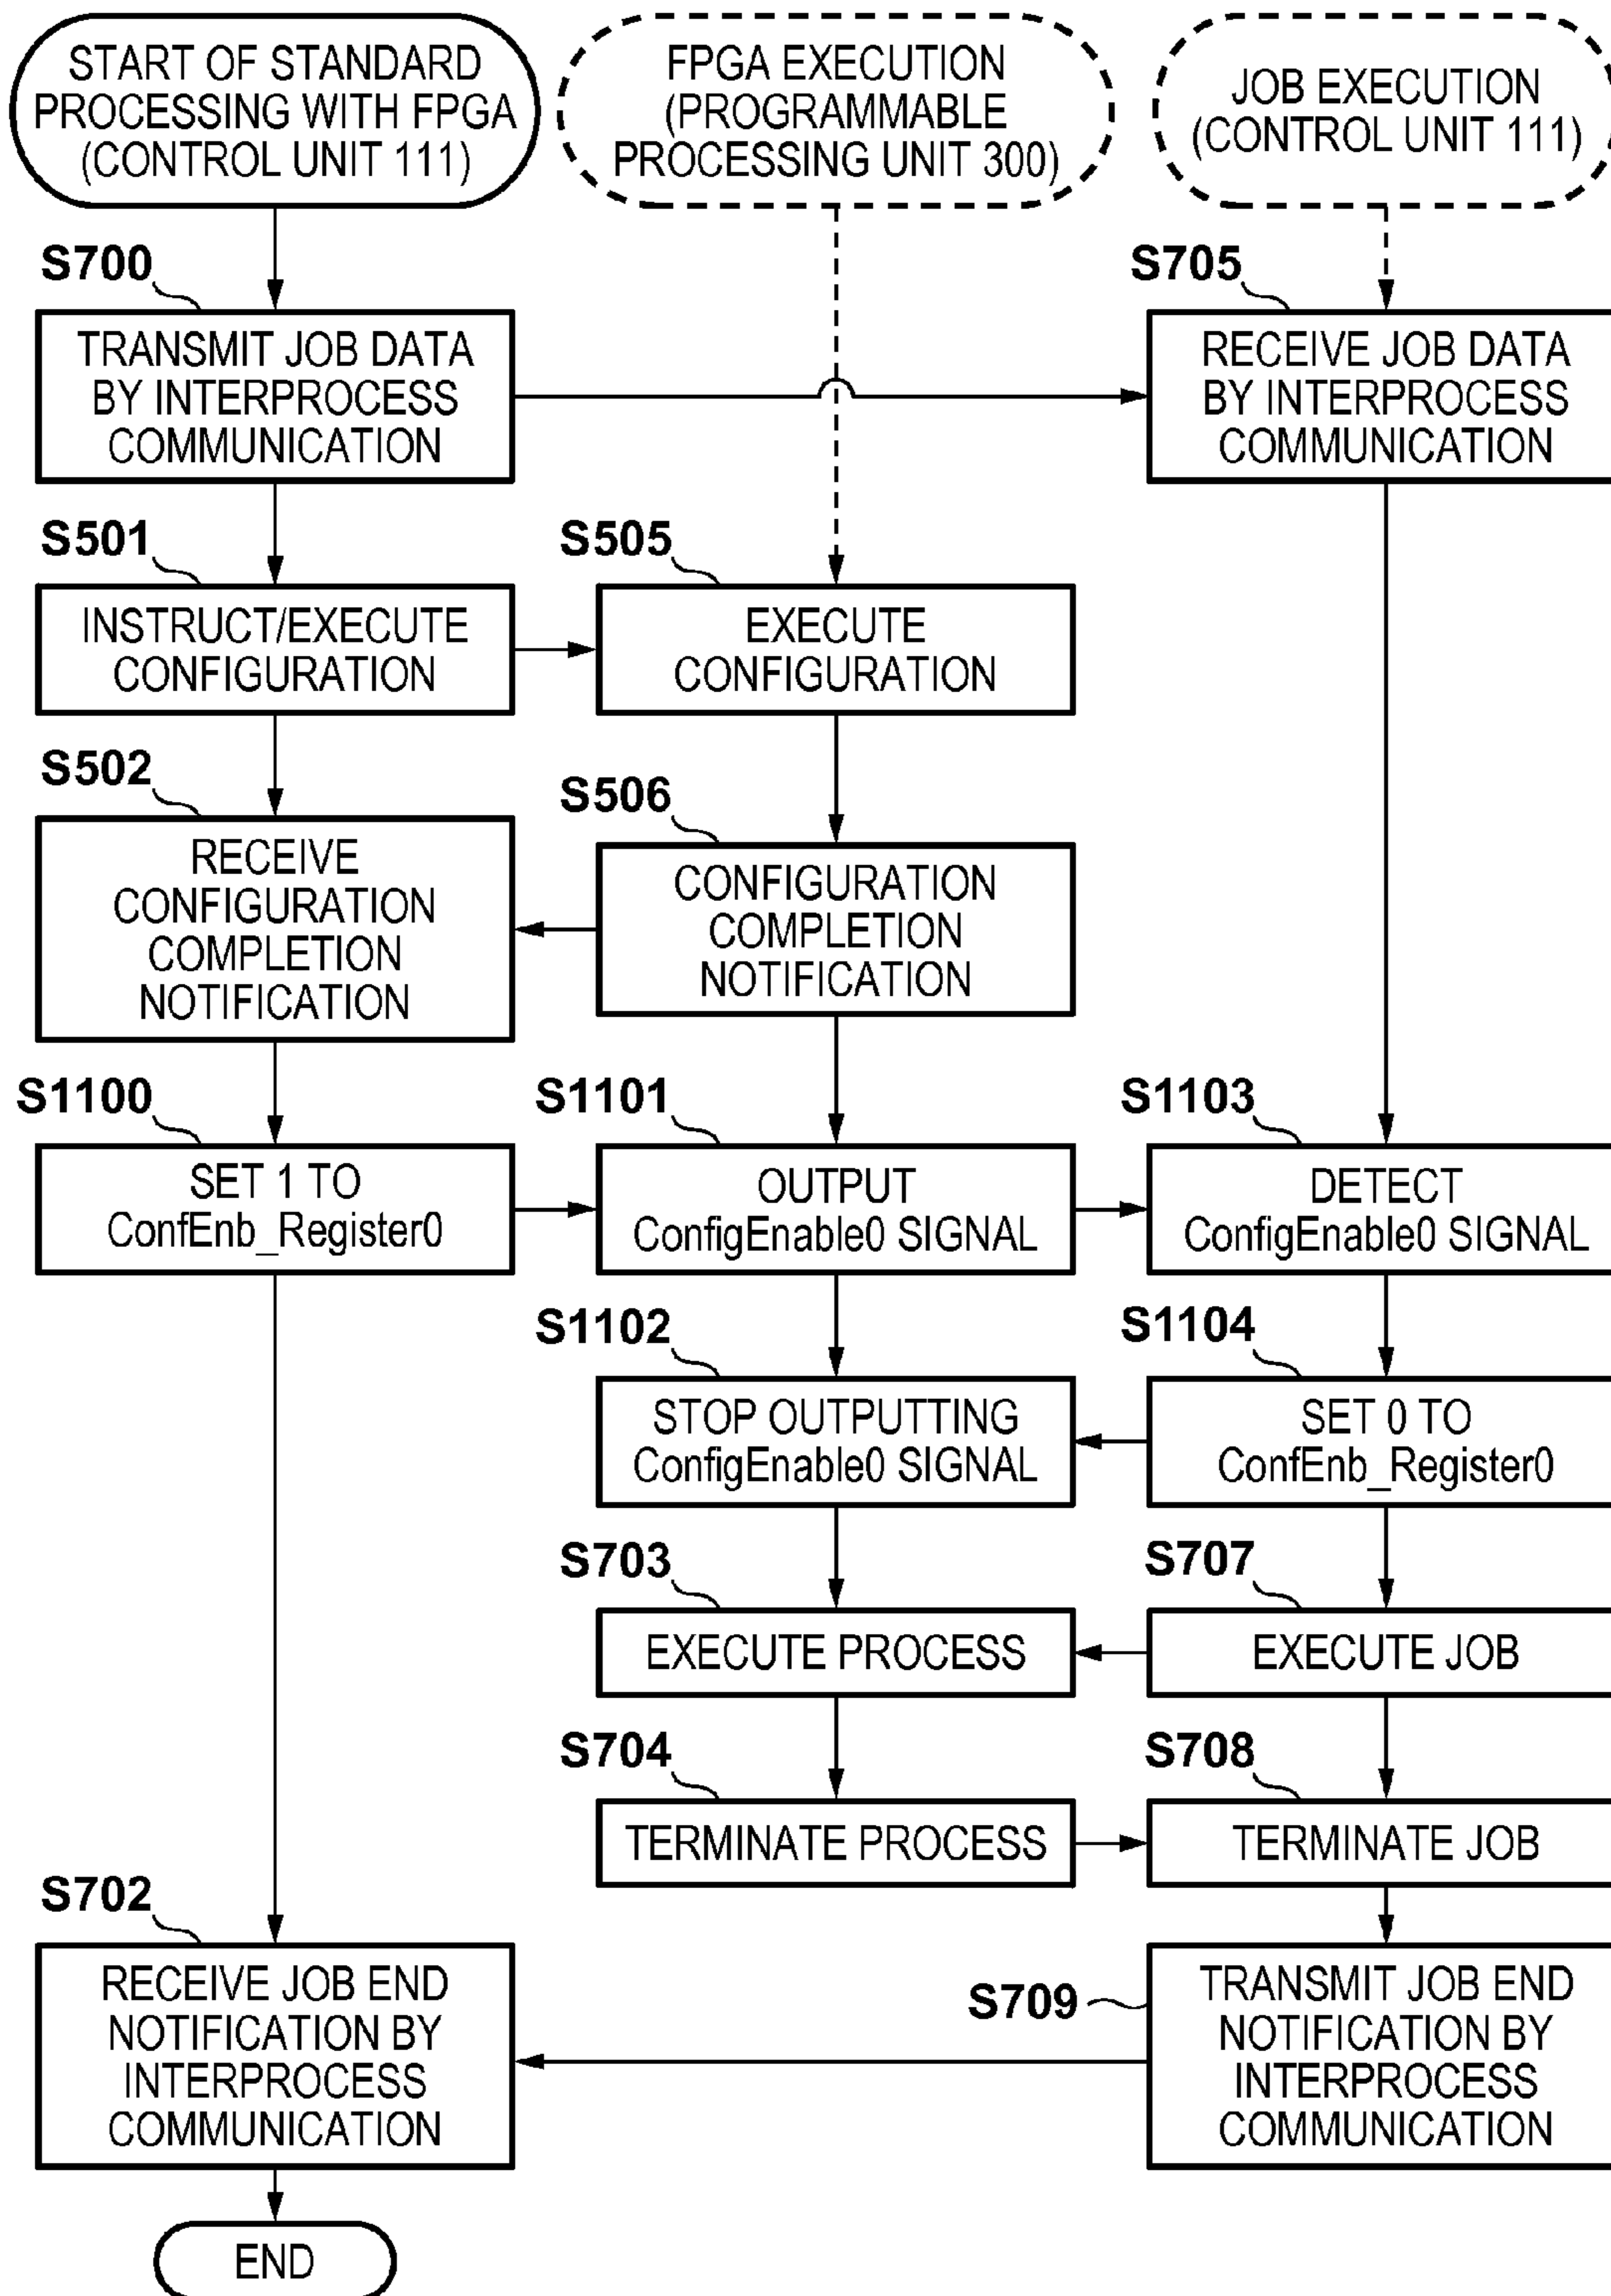 START OF STANDARD
PROCESSING WITH FPGA
(CONTROL UNIT 111)
FPGA EXECUTION
(PROGRAMMABLE
PROCESSING UNIT 300)
JOB EXECUTION
(CONTROL UNIT 111)
S700
TRANSMIT JOB DATA
BY INTERPROCESS
COMMUNICATION
S705
RECEIVE JOB DATA
BY INTERPROCESS
COMMUNICATION
S501
INSTRUCT/EXECUTE
CONFIGURATION
S505
EXECUTE
CONFIGURATION
S502
RECEIVE
CONFIGURATION
COMPLETION
NOTIFICATION
S506
CONFIGURATION
COMPLETION
NOTIFICATION
S1100
SET 1 TO
ConfEnb_Register0
S1101
OUTPUT
ConfigEnable0 SIGNAL
S1103
DETECT
ConfigEnable0 SIGNAL
S1102
STOP OUTPUTTING
ConfigEnable0 SIGNAL
S1104
SET 0 TO
ConfEnb_Register0
S703
EXECUTE PROCESS
S707
EXECUTE JOB
S704
TERMINATE PROCESS
S708
TERMINATE JOB
S702
RECEIVE JOB END
NOTIFICATION BY
INTERPROCESS
COMMUNICATION
S709
TRANSMIT JOB END
NOTIFICATION BY
INTERPROCESS
COMMUNICATION
END